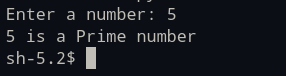 Enter a number: 5
5 is a Prime number
sh-5.2$